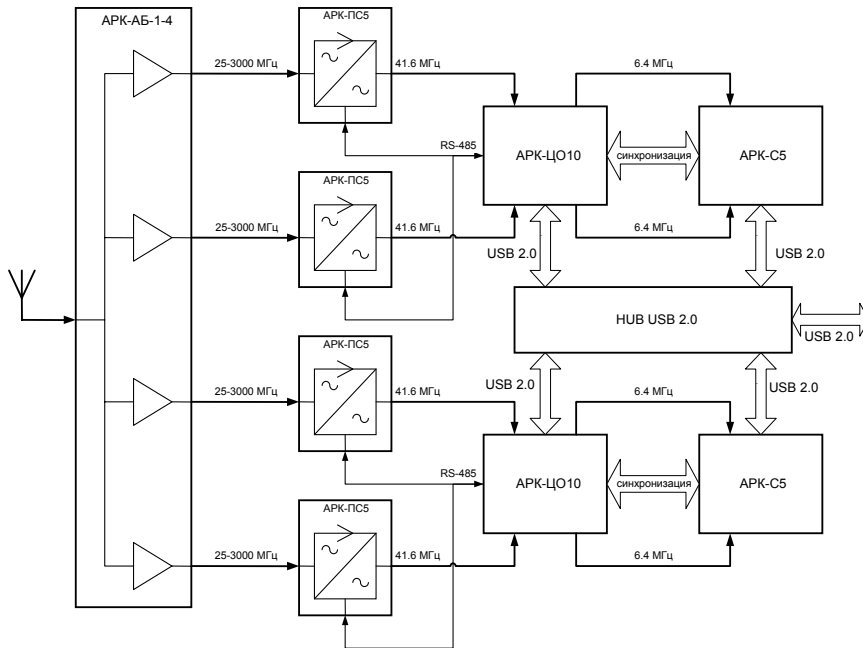 АРК-АБ-1-4
АРК-ПС5
25-3000 МГц
41.6 МГц
6.4 МГц
RS-485
АРК-ЦО10
синхронизация
АРК-С5
АРК-ПС5
25-3000 МГц
41.6 МГц
6.4 МГц
USB 2.0
USB 2.0
HUB USB 2.0
USB 2.0
АРК-ПС5
USB 2.0
USB 2.0
25-3000 МГц
41.6 МГц
6.4 МГц
RS-485
АРК-ЦО10
синхронизация
АРК-С5
АРК-ПС5
25-3000 МГц
41.6 МГц
6.4 МГц